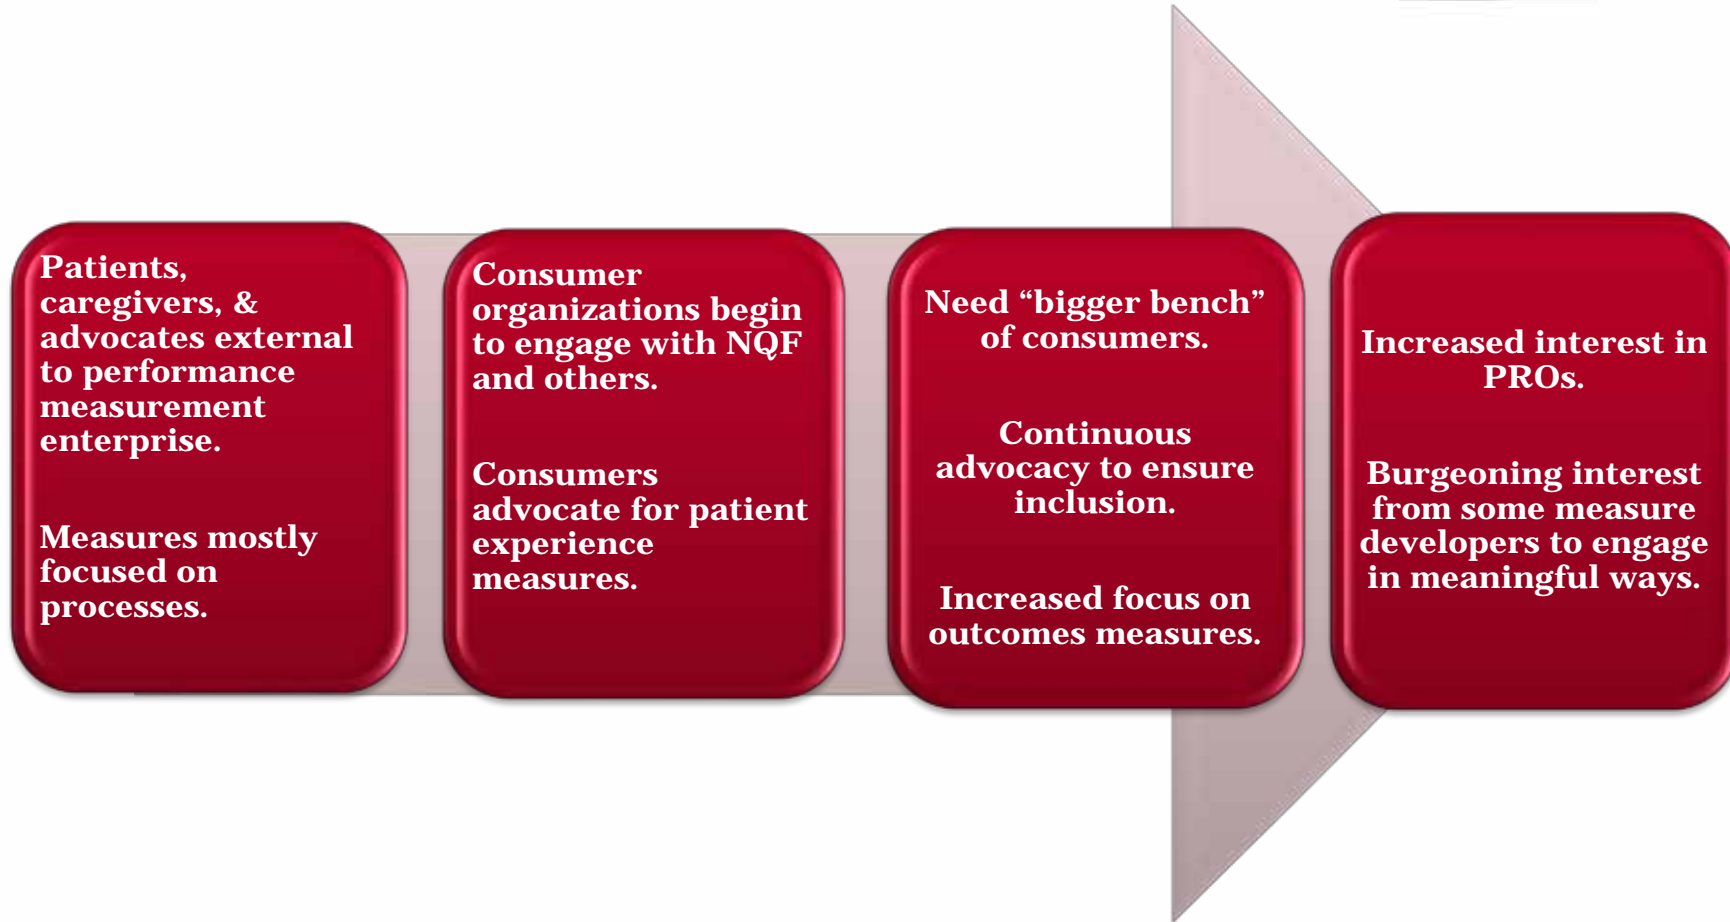 Patients,
caregivers, &
advocates external
to performance
measurement
enterprise.
Measures mostly
focused on
processes.
Consumer
organizations begin
to engage with NQF
and others.
Consumers
advocate for patient
experience
measures.
Need “bigger bench”
of consumers.
Continuous
advocacy to ensure
inclusion.
Increased focus on
outcomes measures.
Increased interest in
PROs.
Burgeoning interest
from some measure
developers to engage
in meaningful ways.